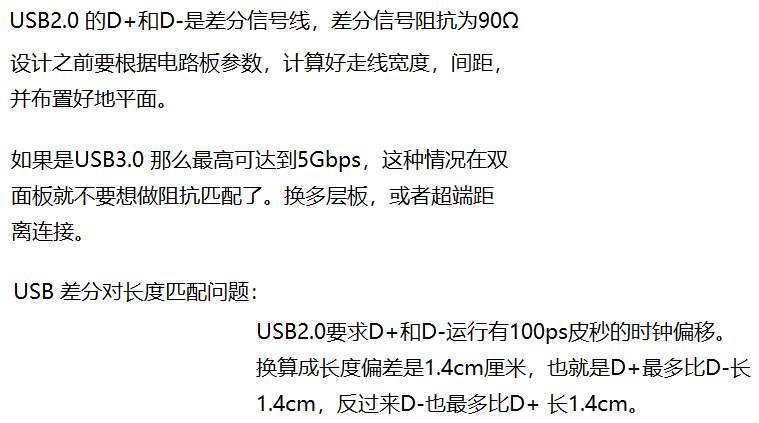 USB2.0 的D+和D-是差分信号线，差分信号阻抗为90Ω
设计之前要根据电路板参数，计算好走线宽度，间距，
并布置好地平面。
如果是USB3.0 那么最高可达到5Gbps，这种情况在双
面板就不要想做阻抗匹配了。换多层板，或者超端距
离连接。
USB 差分对长度匹配问题：
USB2.0要求D+和D-运行有100ps皮秒的时钟偏移。
换算成长度偏差是1.4cm厘米，也就是D+最多比D-长
1.4cm，反过来D-也最多比D+ 长1.4cm。